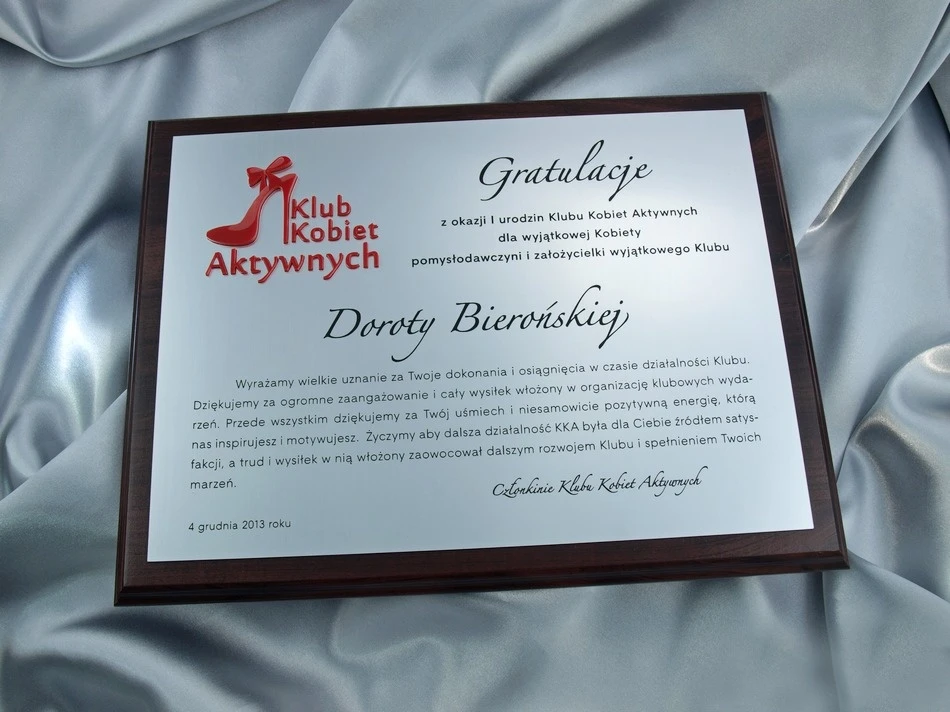 Klub
Kobiet
Aktywnych
Gratulacje
z okazji I urodzin Klubu Kobiet Aktywnych
dla wyjątkowej Kobiety
pomysłodawczyni i założycielki wyjątkowego Klubu
Doroty Bierońskiej
Wyrażamy wielkie uznanie za Twoje dokonania i osiągnięcia w czasie działalności Klubu.
Dziękujemy za ogromne zaangażowanie i cały wysiłek włożony w organizację klubowych wyda-
rzeń. Przede wszystkim dziękujemy za Twój uśmiech i niesamowicie pozytywną energię, którą
nas inspirujesz i motywujesz. Życzymy aby dalsza działalność KKA była dla Ciebie źródłem satys-
fakcji, a trud i wysiłek w nią włożony zaowocował dalszym rozwojem Klubu i spełnieniem Twoich
marzeń.
Członkinie Klubu Kobiet Aktywnych
4 grudnia 2013 roku